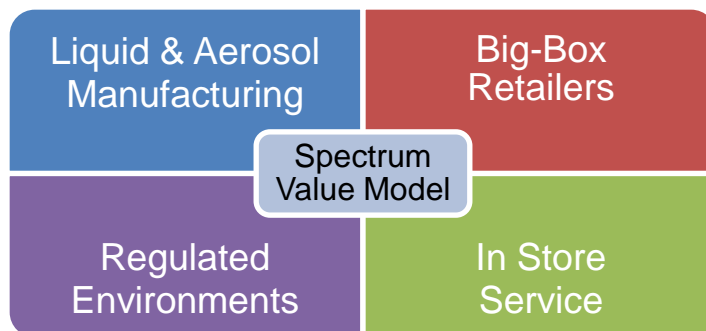 Liquid & Aerosol
Manufacturing
Big-Box
Retailers
Spectrum
Value Model
Regulated
Environments
In Store
Service